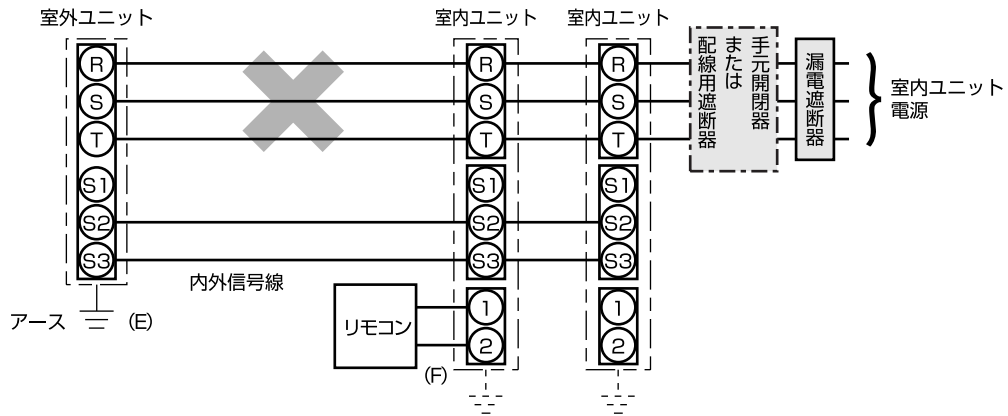 室外ユニット
室内ユニット
室内ユニット
R
S
T
S1
S2
S3
R
S
T
S1
S2
S3
1
2
R
S
T
S1
S2
S3
1
2
手元開閉器
または
配線用遮断器
漏電遮断器
室内ユニット
電源
内外信号線
リモコン
アース
(E)
(F)